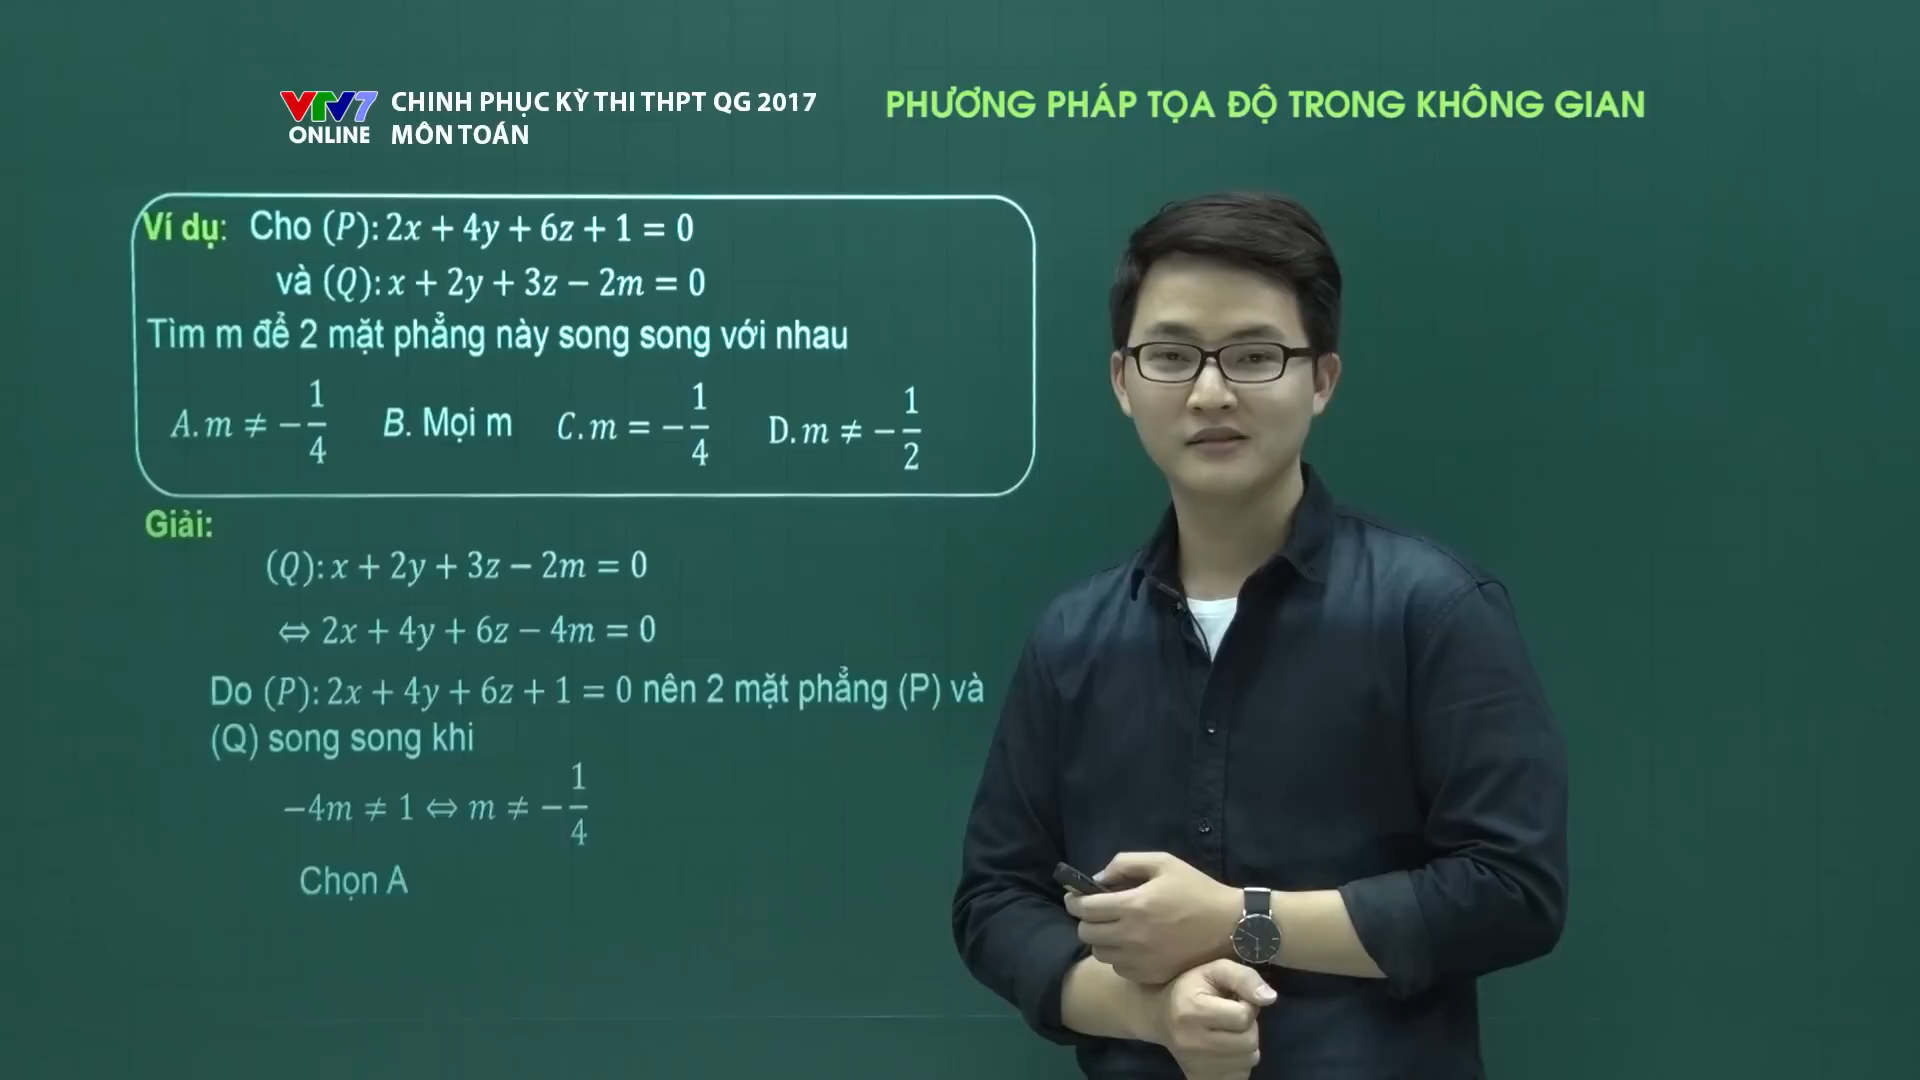 VTV7
ONLINE
CHINH PHỤC KỲ THI THPT QG 2017
MÔN TOÁN
PHƯƠNG PHÁP TỌA ĐỘ TRONG KHÔNG GIAN
Ví dụ: Cho (P): 2x + 4y + 6z + 1 = 0
và (Q): x + 2y + 3z − 2m = 0
Tìm m để 2 mặt phẳng này song song với nhau
A. m ≠ −1/4 B. Mọi m C. m = −1/4 D. m ≠ −1/2
Giải:
(Q): x + 2y + 3z − 2m = 0
⇔ 2x + 4y + 6z − 4m = 0
Do (P): 2x + 4y + 6z + 1 = 0 nên 2 mặt phẳng (P) và
(Q) song song khi
−4m ≠ 1 ⇔ m ≠ −1/4
Chọn A